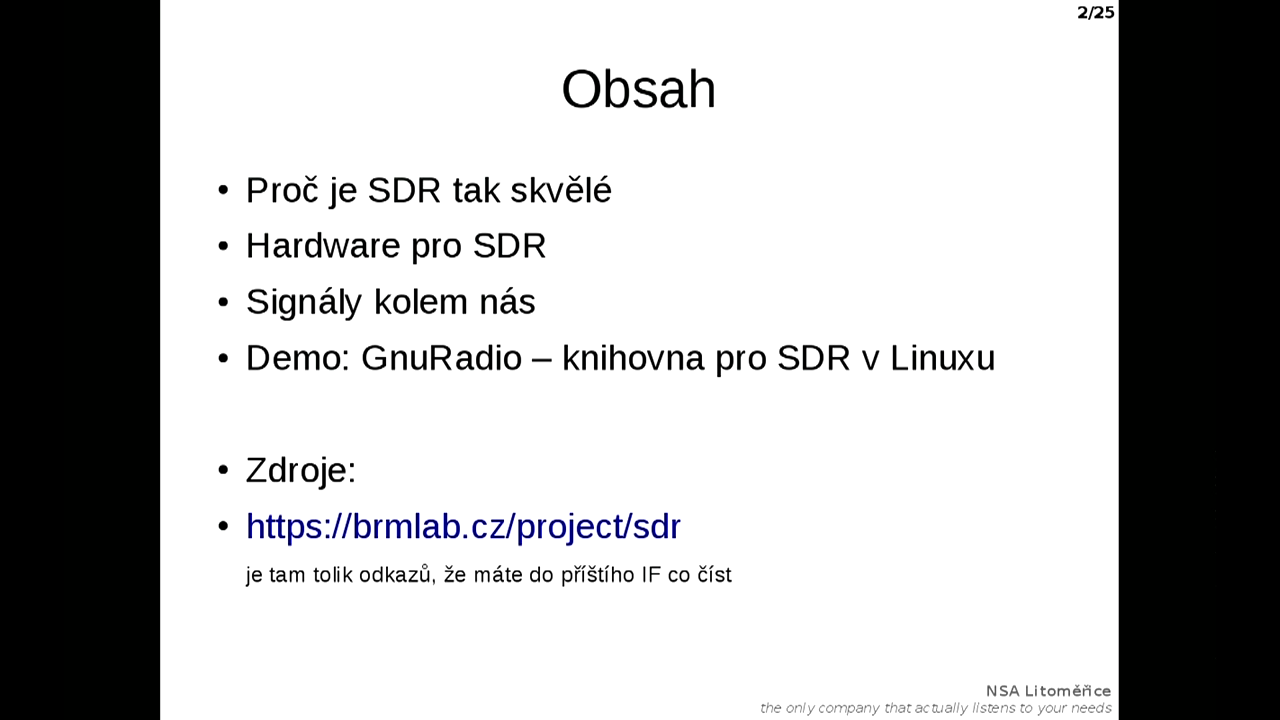 2/25
Obsah
• Proč je SDR tak skvělé
• Hardware pro SDR
• Signály kolem nás
• Demo: GnuRadio – knihovna pro SDR v Linuxu
• Zdroje:
• https://brmlab.cz/project/sdr
je tam tolik odkazů, že máte do příštího IF co číst
NSA Litoměřice
the only company that actually listens to your needs